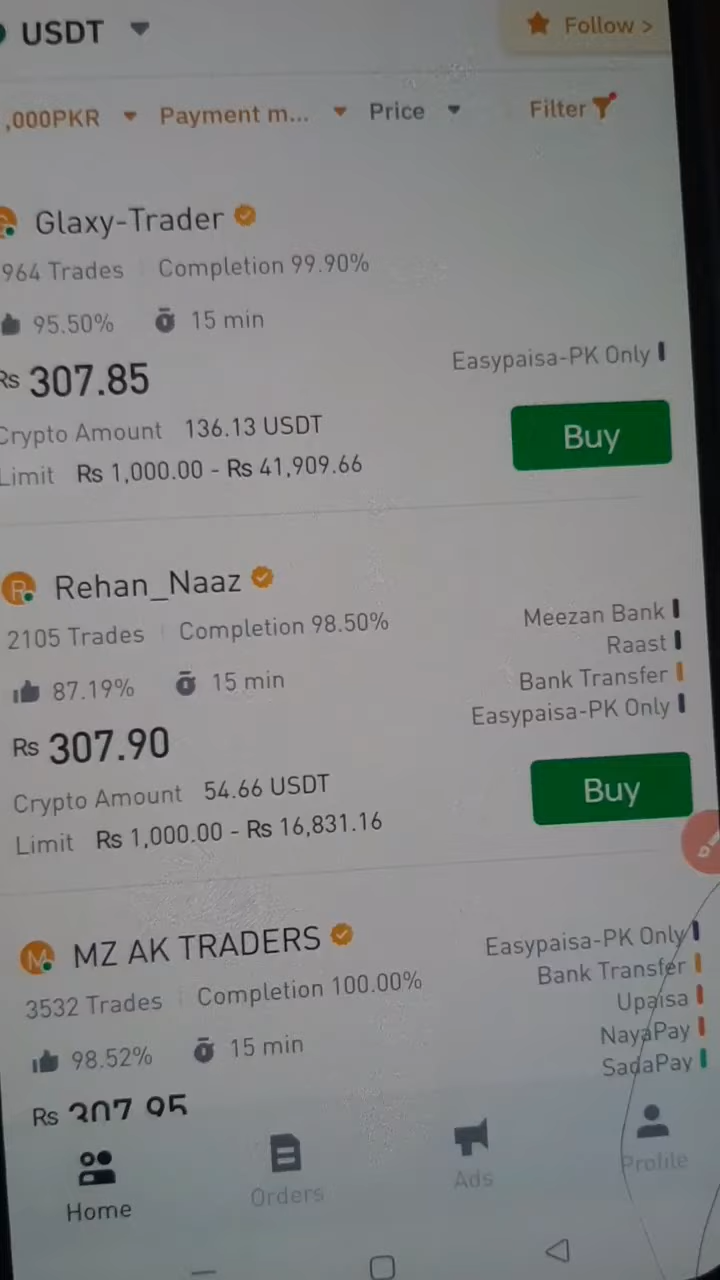 USDT
Follow >
,000PKR Payment m... Price Filter
Glaxy-Trader
964 Trades Completion 99.90%
95.50% 15 min
Rs 307.85
Easypaisa-PK Only
Crypto Amount 136.13 USDT
Buy
Limit Rs 1,000.00 - Rs 41,909.66
R
Rehan_Naaz
2105 Trades Completion 98.50%
Meezan Bank
Raast
87.19% 15 min
Bank Transfer
Easypaisa-PK Only
Rs 307.90
Crypto Amount 54.66 USDT
Buy
Limit Rs 1,000.00 - Rs 16,831.16
M
MZ AK TRADERS
3532 Trades Completion 100.00%
Easypaisa-PK Only
Bank Transfer
Upaisa
98.52% 15 min
NayaPay
SadaPay
Rs 307.95
Home Orders Ads Profile